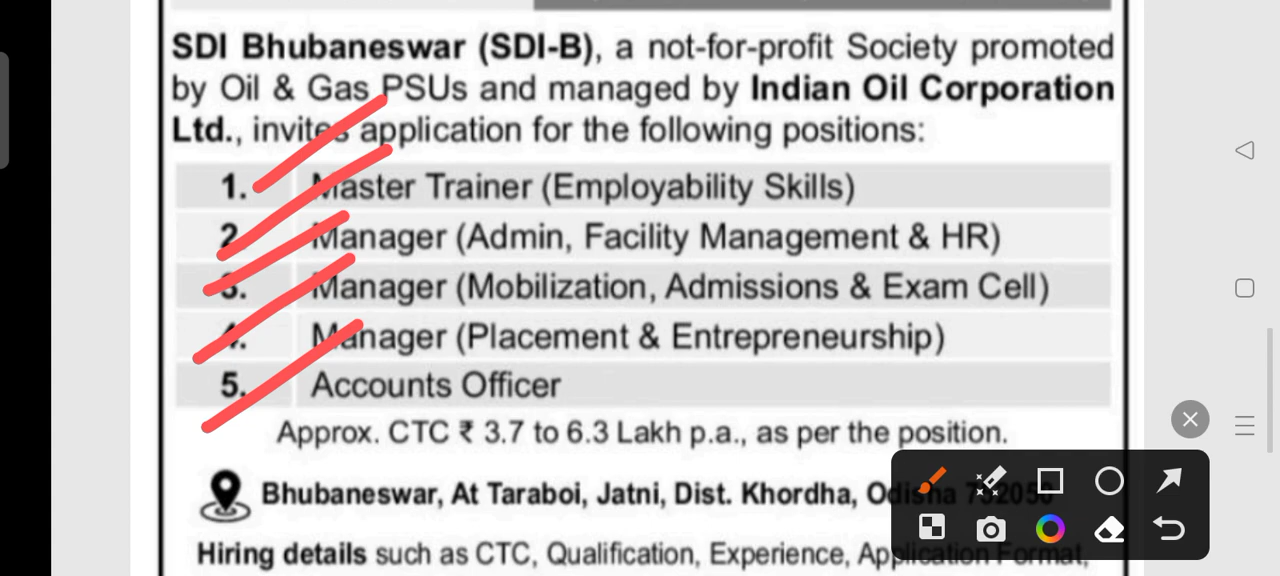 SDI Bhubaneswar (SDI-B), a not-for-profit Society promoted
by Oil & Gas PSUs and managed by Indian Oil Corporation
Ltd., invites application for the following positions:
1. Master Trainer (Employability Skills)
2. Manager (Admin, Facility Management & HR)
3. Manager (Mobilization, Admissions & Exam Cell)
4. Manager (Placement & Entrepreneurship)
5. Accounts Officer
Approx. CTC ₹ 3.7 to 6.3 Lakh p.a., as per the position.
Bhubaneswar, At Taraboi, Jatni, Dist. Khordha, Odisha 752050
Hiring details such as CTC, Qualification, Experience, Application Format,